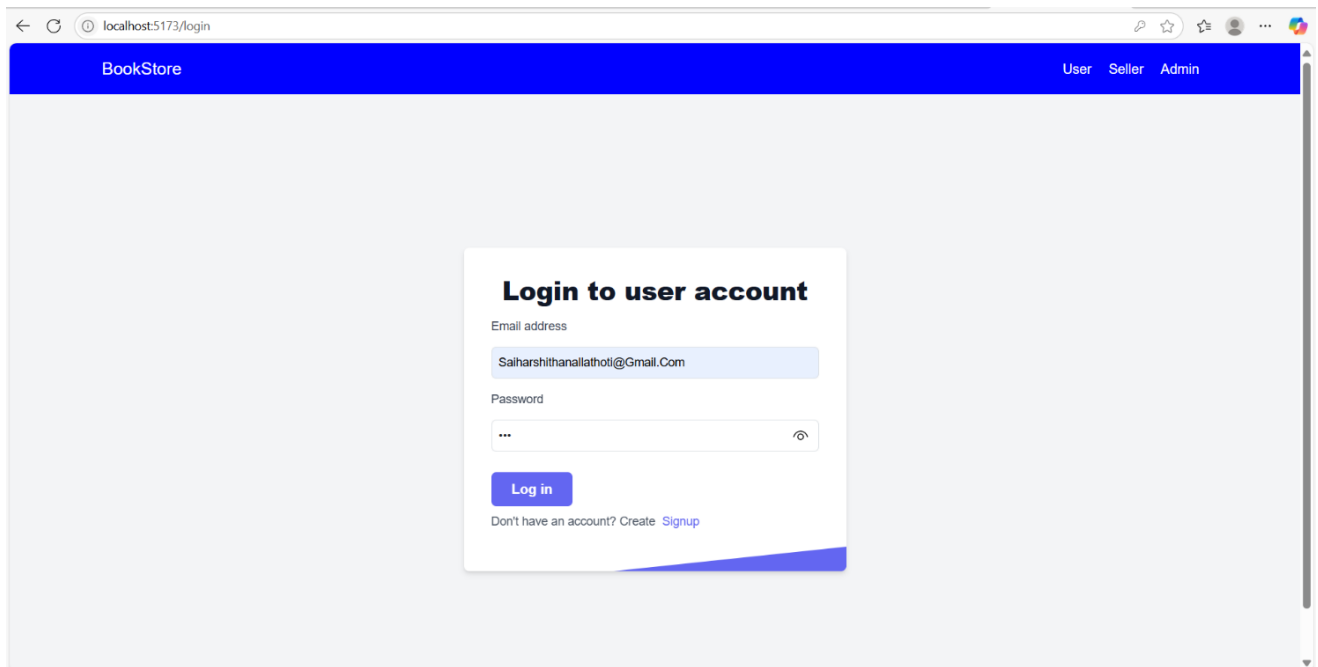 localhost:5173/login
BookStore
User Seller Admin
Login to user account
Email address
Saiharshithanallathoti@Gmail.Com
Password
•••
Log in
Don't have an account? Create Signup